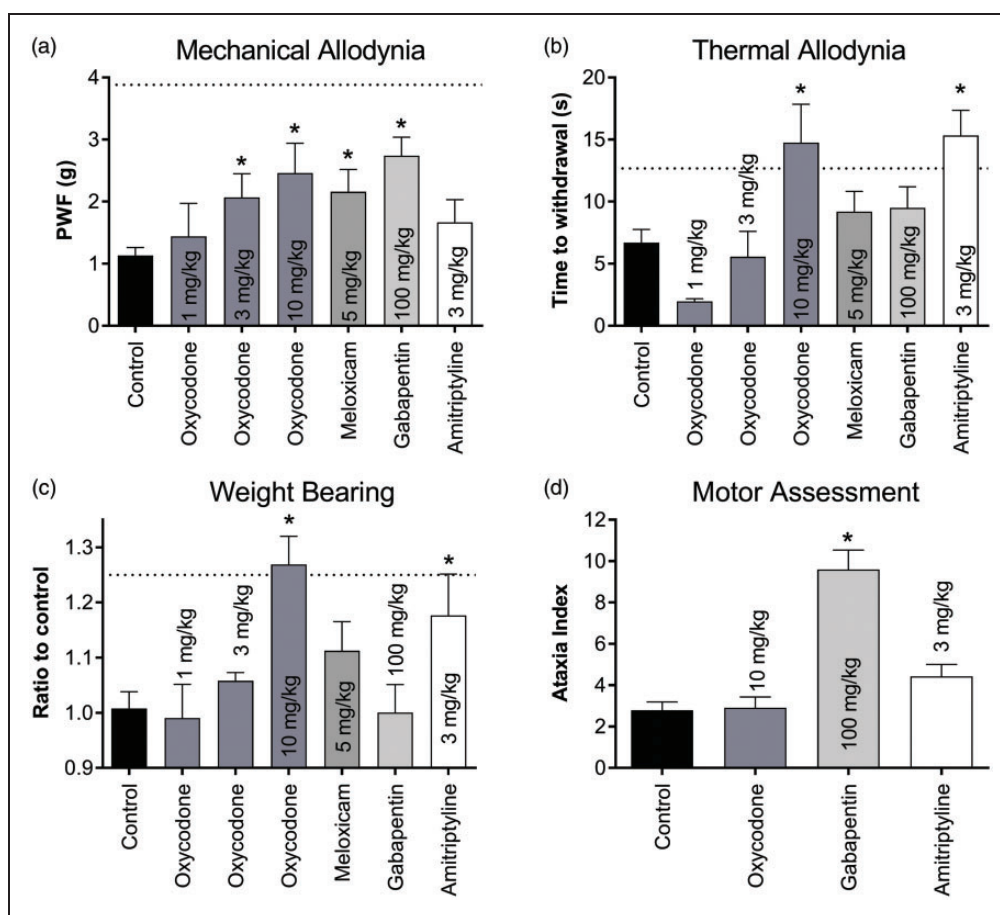 (a)
Mechanical Allodynia
PWF (g)
4
3
2
1
0
*
*
*
*
1 mg/kg
3 mg/kg
10 mg/kg
5 mg/kg
100 mg/kg
3 mg/kg
Control
Oxycodone
Oxycodone
Oxycodone
Meloxicam
Gabapentin
Amitriptyline
(b)
Thermal Allodynia
Time to withdrawal (s)
20
15
10
5
0
*
*
1 mg/kg
3 mg/kg
10 mg/kg
5 mg/kg
100 mg/kg
3 mg/kg
Control
Oxycodone
Oxycodone
Oxycodone
Meloxicam
Gabapentin
Amitriptyline
(c)
Weight Bearing
Ratio to control
1.3
1.2
1.1
1.0
0.9
*
*
1 mg/kg
3 mg/kg
10 mg/kg
5 mg/kg
100 mg/kg
3 mg/kg
Control
Oxycodone
Oxycodone
Oxycodone
Meloxicam
Gabapentin
Amitriptyline
(d)
Motor Assessment
Ataxia Index
12
10
8
6
4
2
0
*
10 mg/kg
100 mg/kg
3 mg/kg
Control
Oxycodone
Gabapentin
Amitriptyline